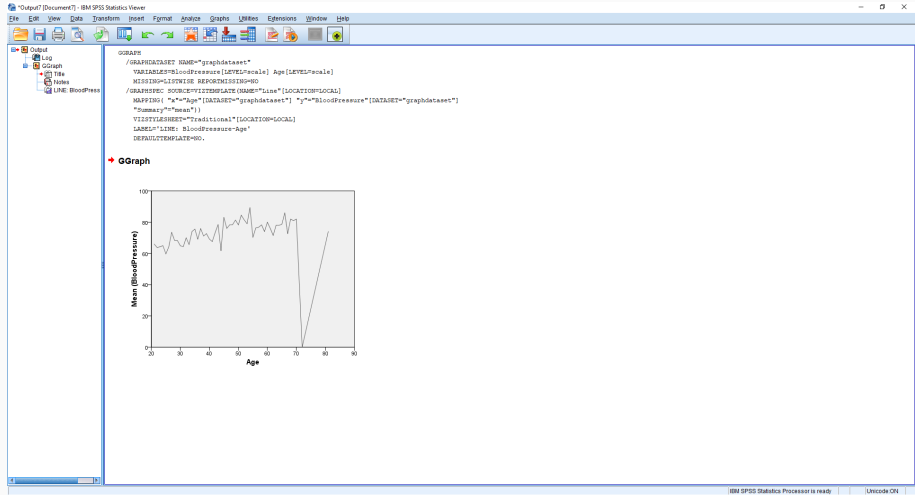 *Output7 [Document7] - IBM SPSS Statistics Viewer
File Edit View Data Transform Insert Format Analyze Graphs Utilities Extensions Window Help
Output
Log
GGraph
Title
Notes
LINE: BloodPress
GGRAPH
/GRAPHDATASET NAME="graphdataset"
VARIABLES=BloodPressure[LEVEL=scale] Age[LEVEL=scale]
MISSING=LISTWISE REPORTMISSING=NO
/GRAPHSPEC SOURCE=VIZTEMPLATE(NAME="Line"[LOCATION=LOCAL]
MAPPING( "x"="Age"[DATASET="graphdataset"] "y"="BloodPressure"[DATASET="graphdataset"]
"Summary"="mean"))
VIZSTYLESHEET="Traditional"[LOCATION=LOCAL]
LABEL='LINE: BloodPressure-Age'
DEFAULTTEMPLATE=NO.
GGraph
Mean (BloodPressure)
100
80
60
40
20
0
20 30 40 50 60 70 80 90
Age
IBM SPSS Statistics Processor is ready
Unicode:ON